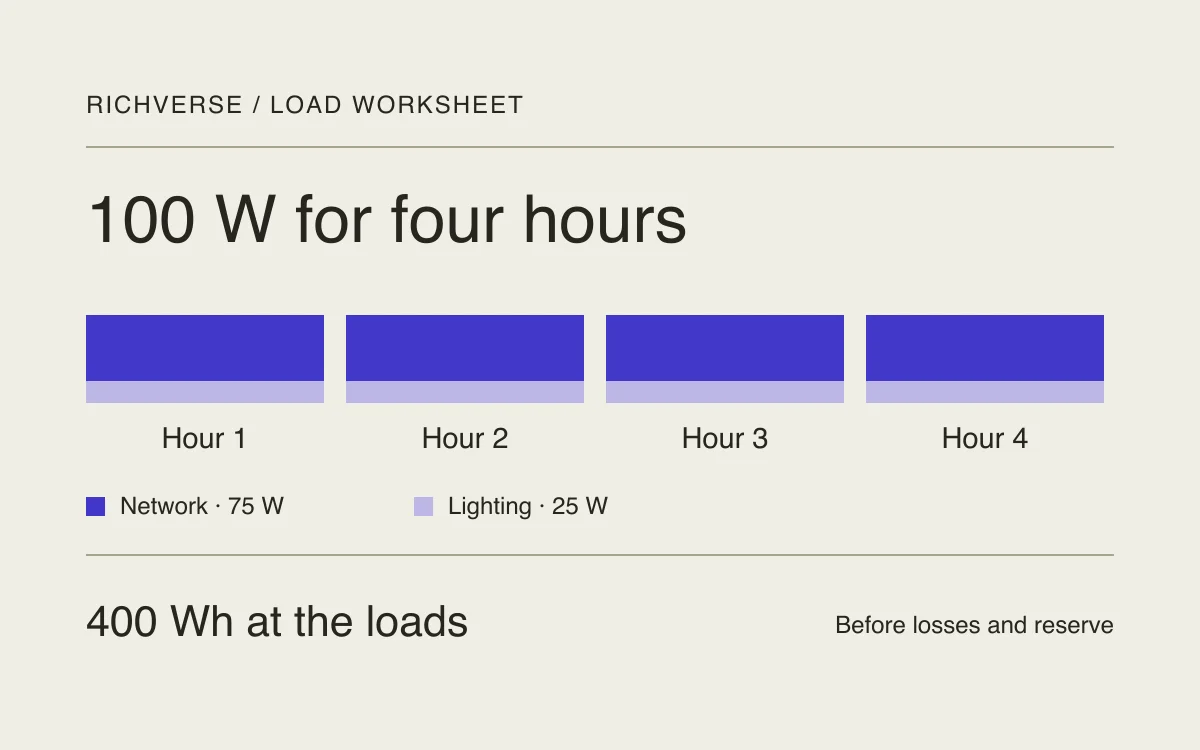 RICHVERSE / LOAD WORKSHEET
100 W for four hours
Hour 1
Hour 2
Hour 3
Hour 4
Network · 75 W
Lighting · 25 W
400 Wh at the loads
Before losses and reserve